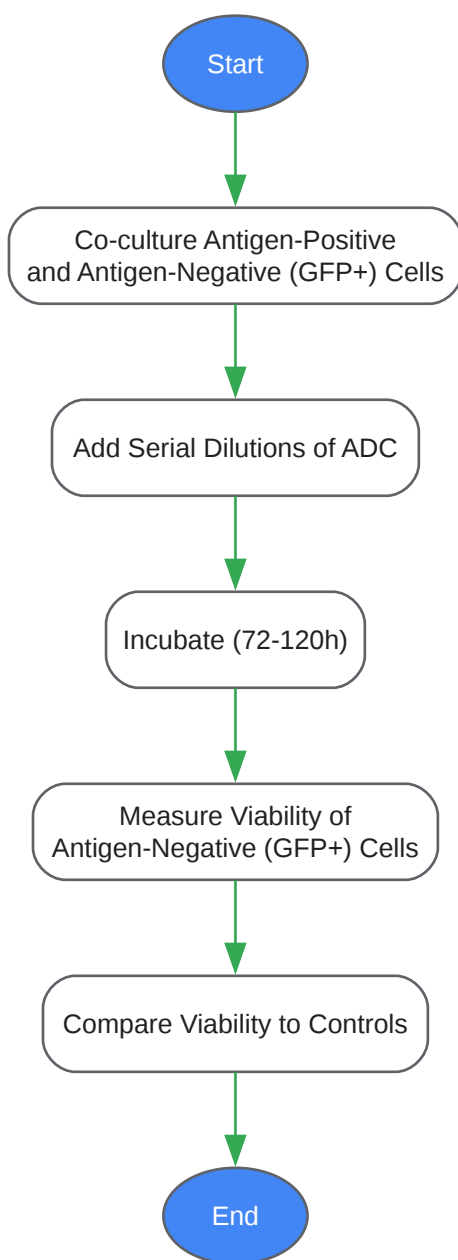 Start
Co-culture Antigen-Positive
and Antigen-Negative (GFP+) Cells
Add Serial Dilutions of ADC
Incubate (72-120h)
Measure Viability of
Antigen-Negative (GFP+) Cells
Compare Viability to Controls
End